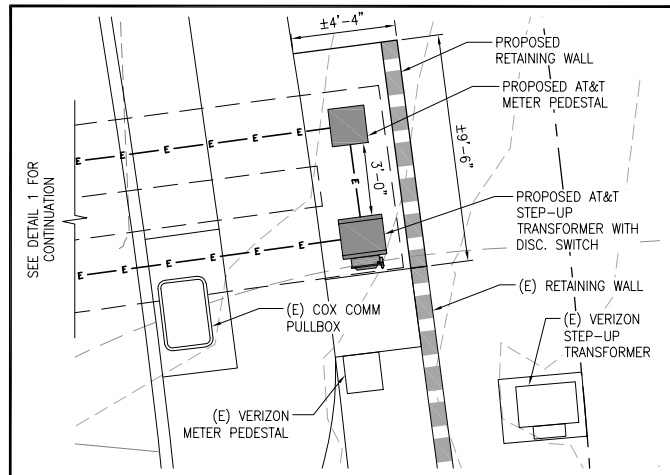 ±4'-4"
PROPOSED
RETAINING WALL
PROPOSED AT&T
METER PEDESTAL
±9'-6"
3'-0"
E E E E E
E
E E E E
SEE DETAIL 1 FOR
CONTINUATION
PROPOSED AT&T
STEP-UP
TRANSFORMER WITH
DISC. SWITCH
(E) RETAINING WALL
(E) COX COMM
PULLBOX
(E) VERIZON
STEP-UP
TRANSFORMER
(E) VERIZON
METER PEDESTAL